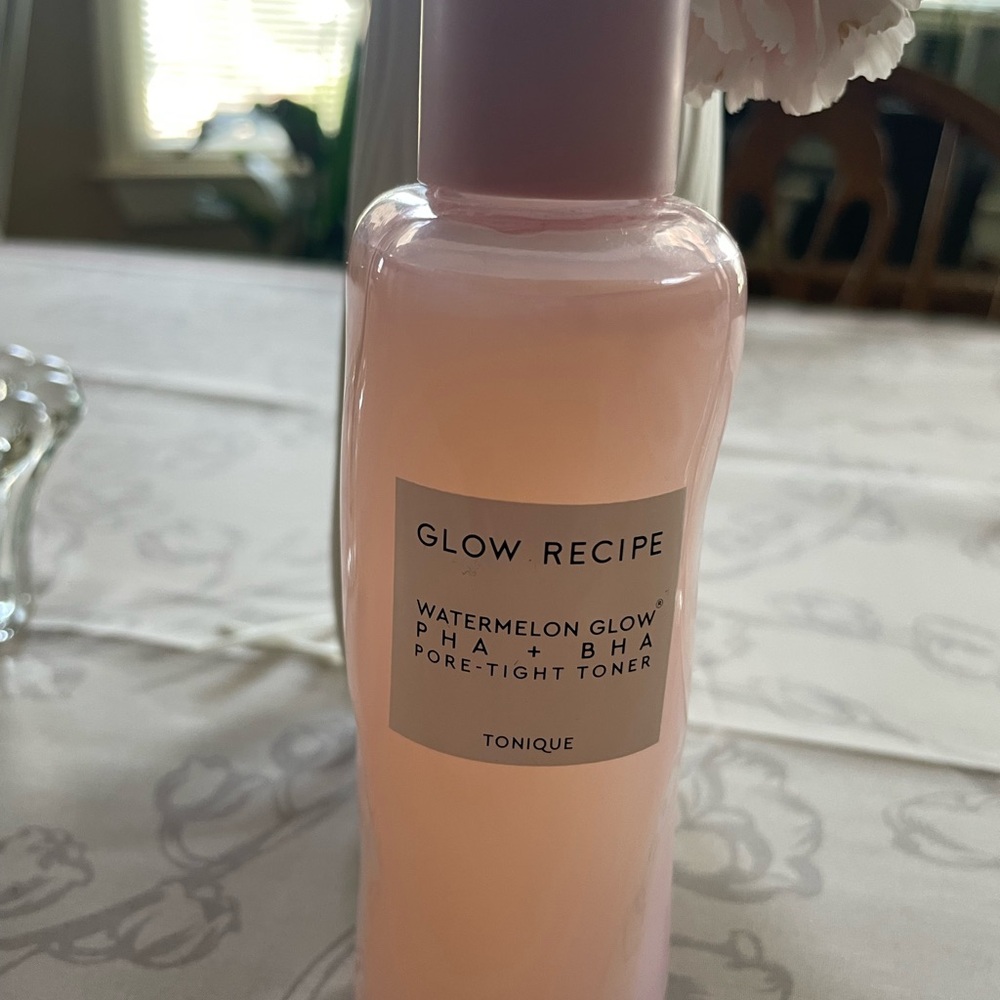 GLOW RECIPE
WATERMELON GLOW®
PHA + BHA
PORE-TIGHT TONER
TONIQUE